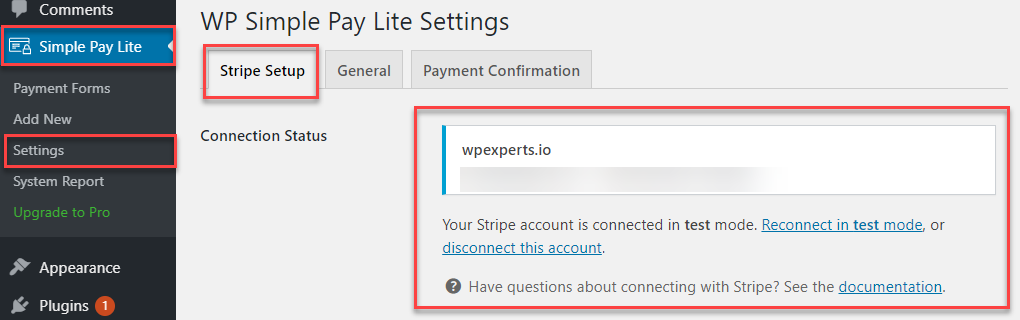 Comments
Simple Pay Lite
Payment Forms
Add New
Settings
System Report
Upgrade to Pro
Appearance
Plugins 1
WP Simple Pay Lite Settings
Stripe Setup General Payment Confirmation
Connection Status
wpexperts.io
Your Stripe account is connected in test mode. Reconnect in test mode, or
disconnect this account.
? Have questions about connecting with Stripe? See the documentation.